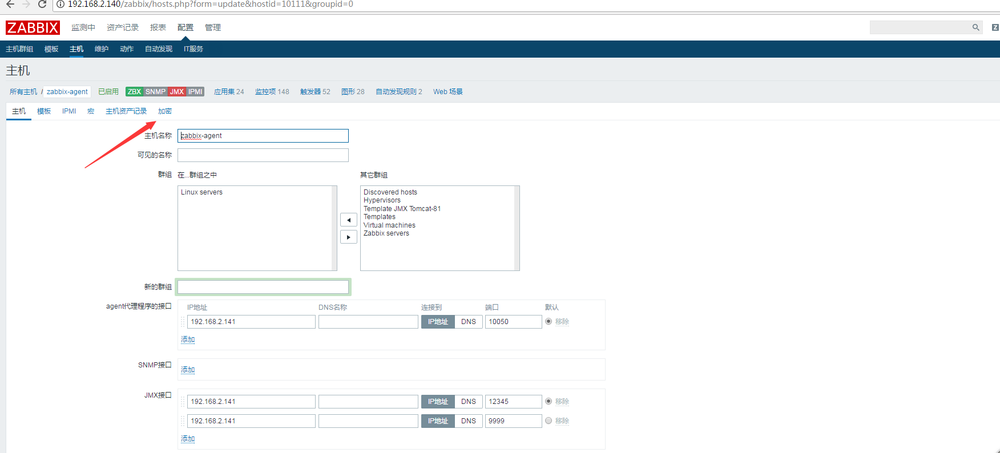 192.168.2.140/zabbix/hosts.php?form=update&hostid=10111&groupid=0
ZABBIX 监测中 资产记录 报表 配置 管理 Z
主机群组 模板 主机 维护 动作 自动发现 IT服务
主机
所有主机 / zabbix-agent 已启用 ZBX SNMP JMX IPMI 应用集 24 监控项 148 触发器 52 图形 28 自动发现规则 2 Web 场景
主机 模板 IPMI 宏 主机资产记录 加密
主机名称 zabbix-agent
可见的名称
群组 在...群组之中 其它群组
Linux servers
Discovered hosts
Hypervisors
Template JMX Tomcat-81
Templates
Virtual machines
Zabbix servers
新的群组
agent代理程序的接口 IP地址 DNS名称 连接到 端口 默认
192.168.2.141 IP地址 DNS 10050 移除
添加
SNMP接口 添加
JMX接口 192.168.2.141 IP地址 DNS 12345 移除
192.168.2.141 IP地址 DNS 9999 移除
添加